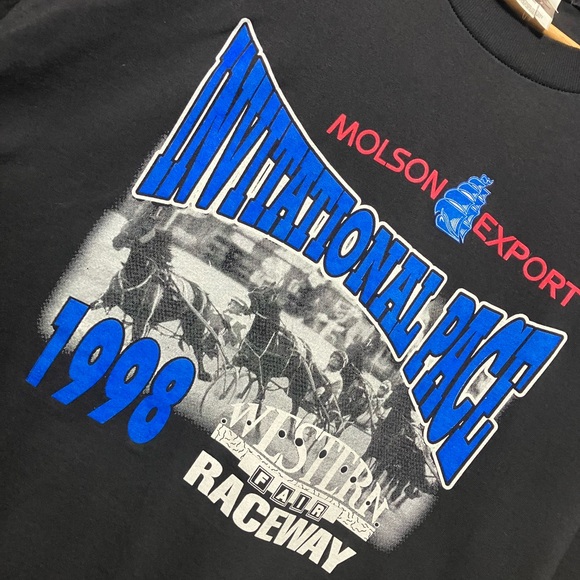 MOLSON EXPORT
INVITATIONAL PACE
1998
WESTERN
FAIR
RACEWAY